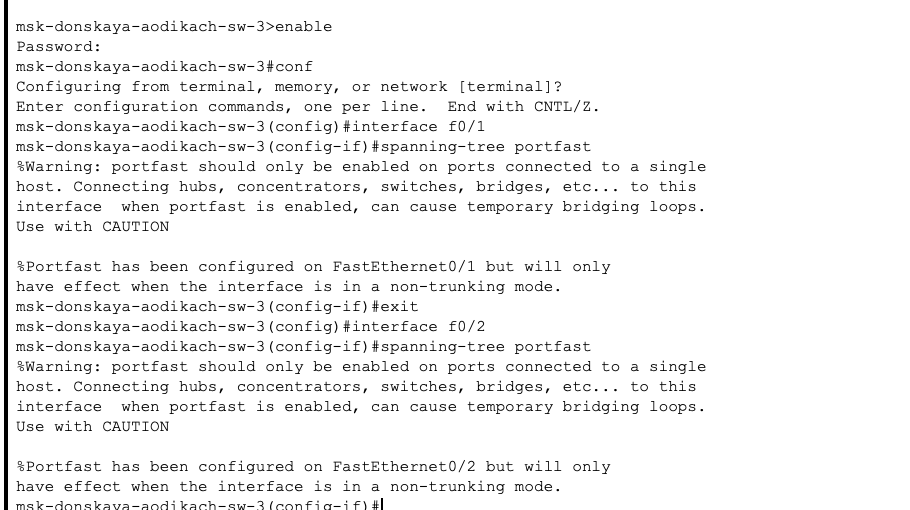 msk-donskaya-aodikach-sw-3>enable
Password:
msk-donskaya-aodikach-sw-3#conf
Configuring from terminal, memory, or network [terminal]?
Enter configuration commands, one per line.  End with CNTL/Z.
msk-donskaya-aodikach-sw-3(config)#interface f0/1
msk-donskaya-aodikach-sw-3(config-if)#spanning-tree portfast
%Warning: portfast should only be enabled on ports connected to a single
host. Connecting hubs, concentrators, switches, bridges, etc... to this
interface  when portfast is enabled, can cause temporary bridging loops.
Use with CAUTION

%Portfast has been configured on FastEthernet0/1 but will only
have effect when the interface is in a non-trunking mode.
msk-donskaya-aodikach-sw-3(config-if)#exit
msk-donskaya-aodikach-sw-3(config)#interface f0/2
msk-donskaya-aodikach-sw-3(config-if)#spanning-tree portfast
%Warning: portfast should only be enabled on ports connected to a single
host. Connecting hubs, concentrators, switches, bridges, etc... to this
interface  when portfast is enabled, can cause temporary bridging loops.
Use with CAUTION

%Portfast has been configured on FastEthernet0/2 but will only
have effect when the interface is in a non-trunking mode.
msk-donskaya-aodikach-sw-3(config-if)#